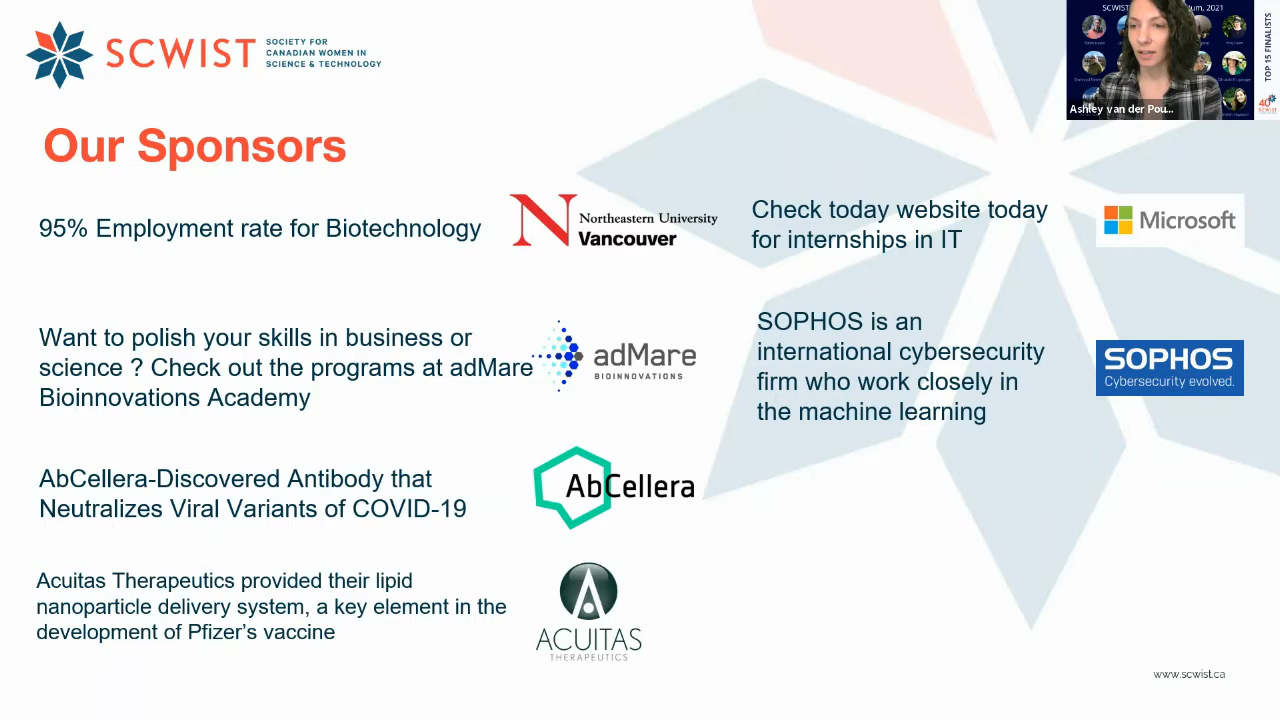 SCWIST
SOCIETY FOR
CANADIAN WOMEN IN
SCIENCE & TECHNOLOGY
Our Sponsors
95% Employment rate for Biotechnology
Northeastern University
Vancouver
Want to polish your skills in business or
science ? Check out the programs at adMare
Bioinnovations Academy
adMare
BIOINNOVATIONS
AbCellera-Discovered Antibody that
Neutralizes Viral Variants of COVID-19
AbCellera
Acuitas Therapeutics provided their lipid
nanoparticle delivery system, a key element in the
development of Pfizer's vaccine
ACUITAS
THERAPEUTICS
Check today website today
for internships in IT
Microsoft
SOPHOS is an
international cybersecurity
firm who work closely in
the machine learning
SOPHOS
Cybersecurity evolved.
SCWIST
2021
TOP 15 FINALISTS
40
SCWIST
Ashley van der Pou...
www.scwist.ca